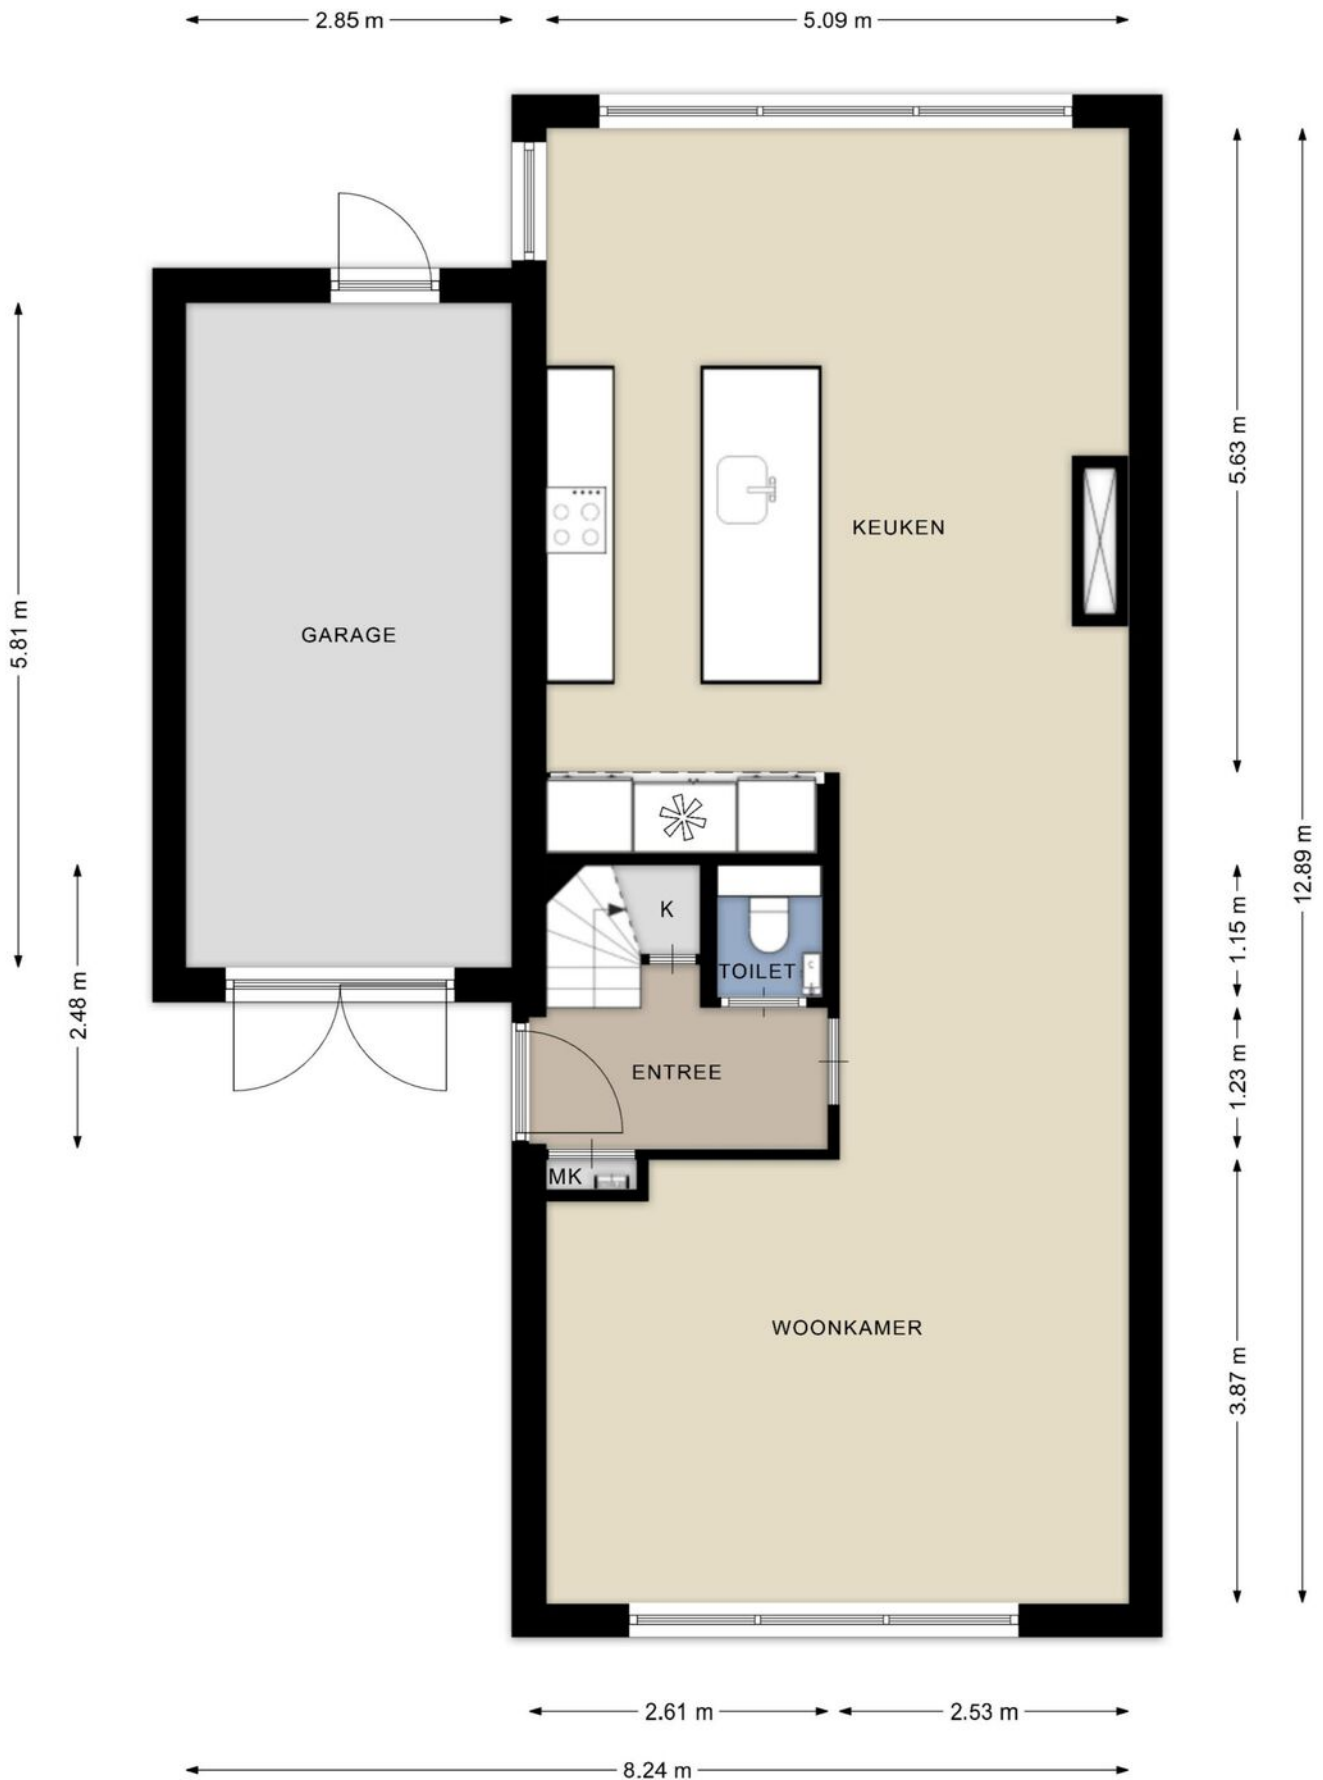 2.85 m
5.09 m
5.63 m
KEUKEN
5.81 m
GARAGE
12.89 m
K
1.15 m
TOILET
2.48 m
1.23 m
ENTREE
MK
WOONKAMER
3.87 m
2.61 m
2.53 m
8.24 m